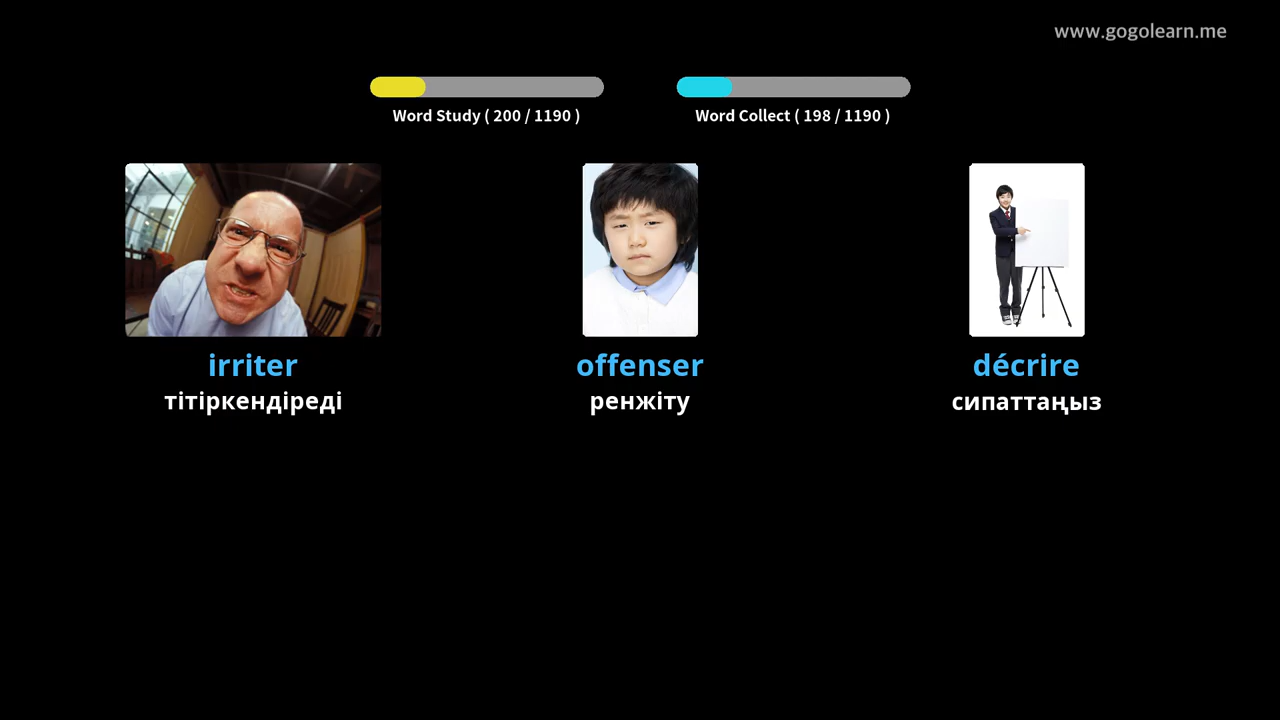 www.gogolearn.me
Word Study ( 200 / 1190 )
Word Collect ( 198 / 1190 )
irriter
offenser
décrire
тітіркендіреді
ренжіту
сипаттаңыз